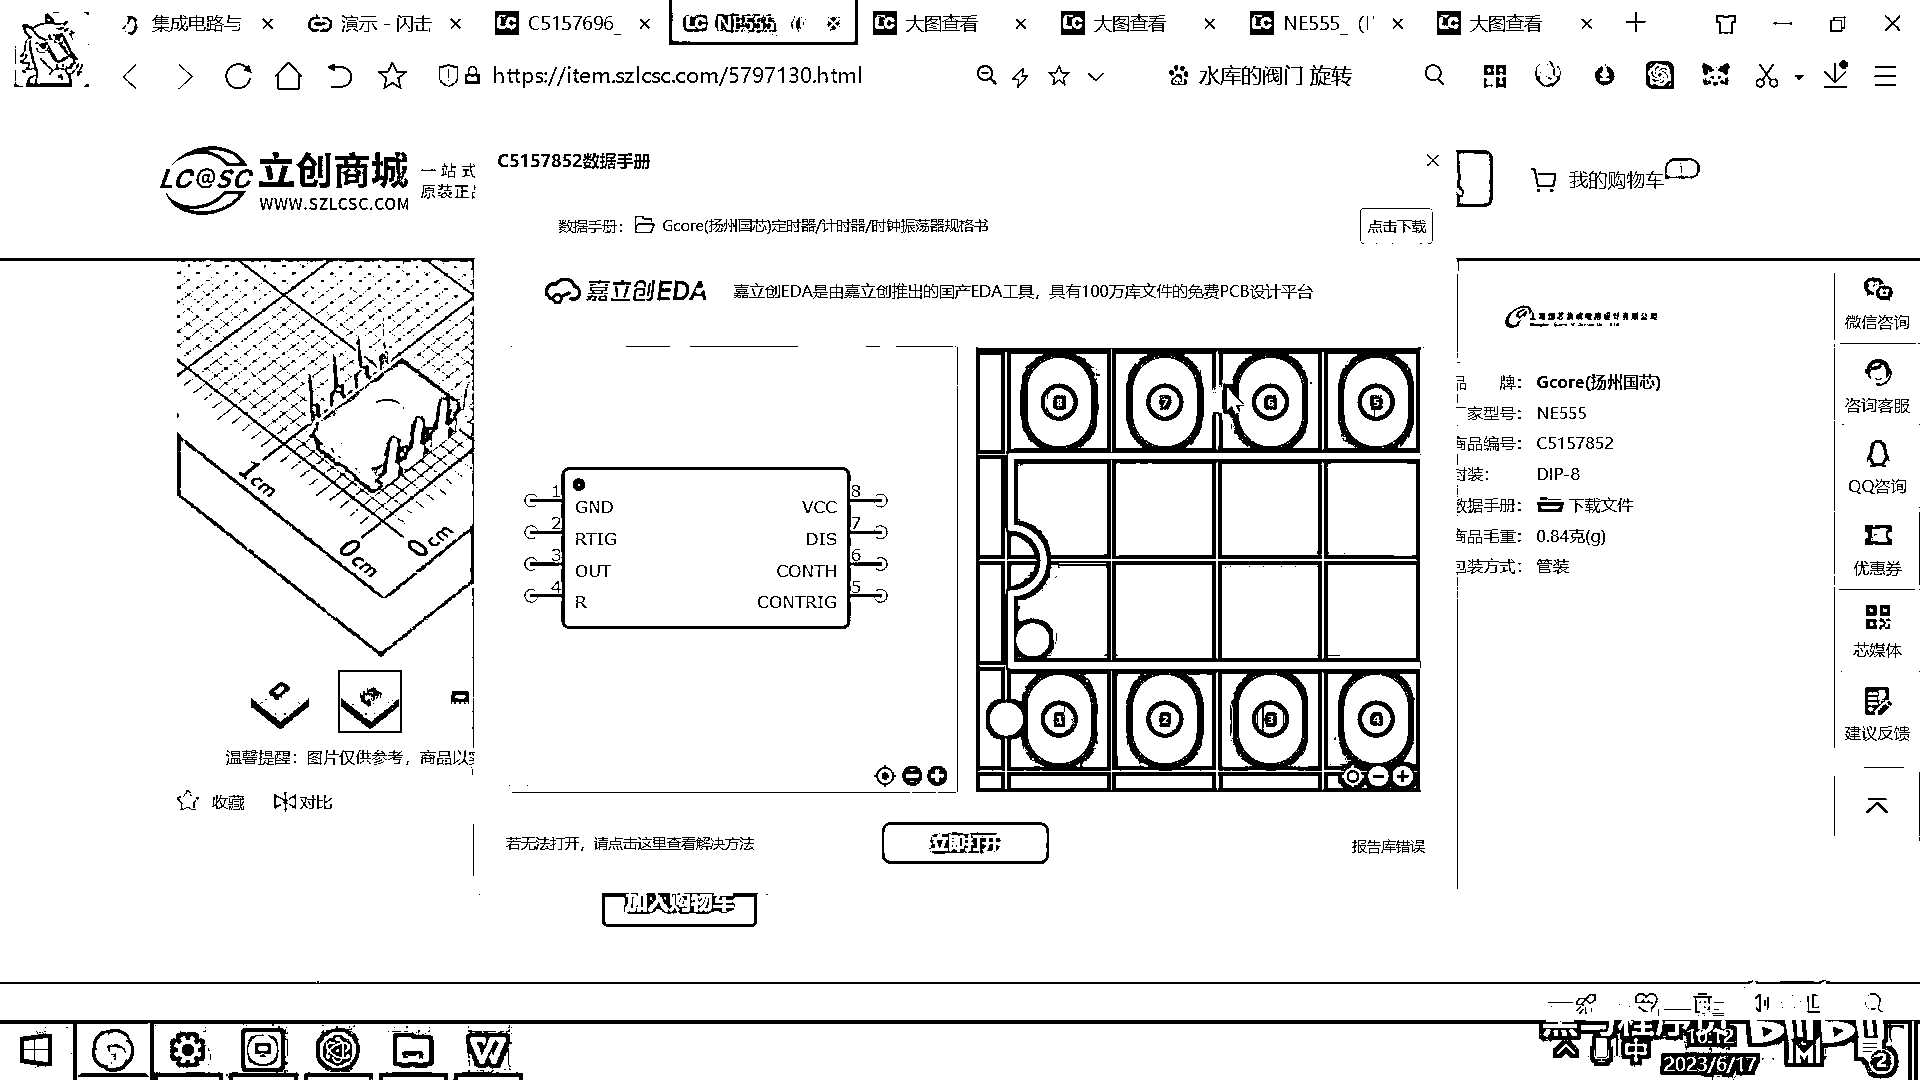 集成电路与
演示 - 闪击
C5157696_
NE555
大图查看
大图查看
NE555_
大图查看
https://item.szlcsc.com/5797130.html
水库的阀门 旋转
LC@SC 立创商城
WWW.SZLCSC.COM
一站式
原装正品
C5157852数据手册
我的购物车
1
数据手册：
Gcore(扬州国芯)定时器/计时器/时钟振荡器规格书
点击下载
嘉立创EDA
嘉立创EDA是由嘉立创推出的国产EDA工具，具有100万库文件的免费PCB设计平台
1 GND
2 RTIG
3 OUT
4 R
VCC 8
DIS 7
CONTH 6
CONTRIG 5
8 7 6 5
1 2 3 4
1cm
0cm
0cm
品 牌： Gcore(扬州国芯)
厂家型号： NE555
商品编号： C5157852
封装： DIP-8
数据手册： 下载文件
商品毛重： 0.84克(g)
包装方式： 管装
微信咨询
咨询客服
QQ咨询
优惠券
芯媒体
建议反馈
温馨提醒：图片仅供参考，商品以
收藏
对比
若无法打开，请点击这里查看解决方法
立即打开
报告库错误
加入购物车
中
10:12
2023/6/17
2